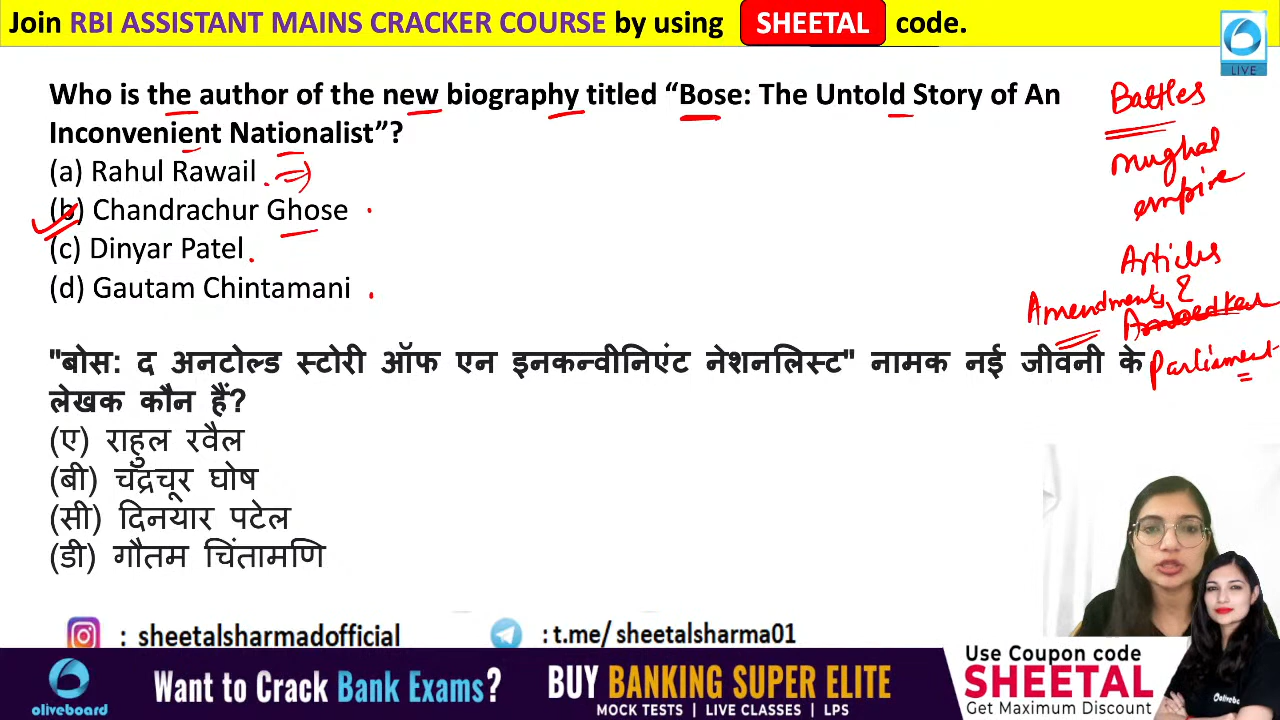 Join RBI ASSISTANT MAINS CRACKER COURSE by using SHEETAL code.
LIVE
Who is the author of the new biography titled “Bose: The Untold Story of An
Inconvenient Nationalist”?
(a) Rahul Rawail
(b) Chandrachur Ghose
(c) Dinyar Patel
(d) Gautam Chintamani
Battles
Mughal
empire
Articles
Amendments &
Parliament
"बोस: द अनटोल्ड स्टोरी ऑफ एन इनकन्वीनिएंट नेशनलिस्ट" नामक नई जीवनी के
लेखक कौन हैं?
(ए) राहुल रवैल
(बी) चंद्रचूर घोष
(सी) दिनयार पटेल
(डी) गौतम चिंतामणि
: sheetalsharmadofficial
: t.me/ sheetalsharma01
oliveboard
Want to Crack Bank Exams?
BUY BANKING SUPER ELITE
MOCK TESTS | LIVE CLASSES | LPS
Use Coupon code
SHEETAL
Get Maximum Discount